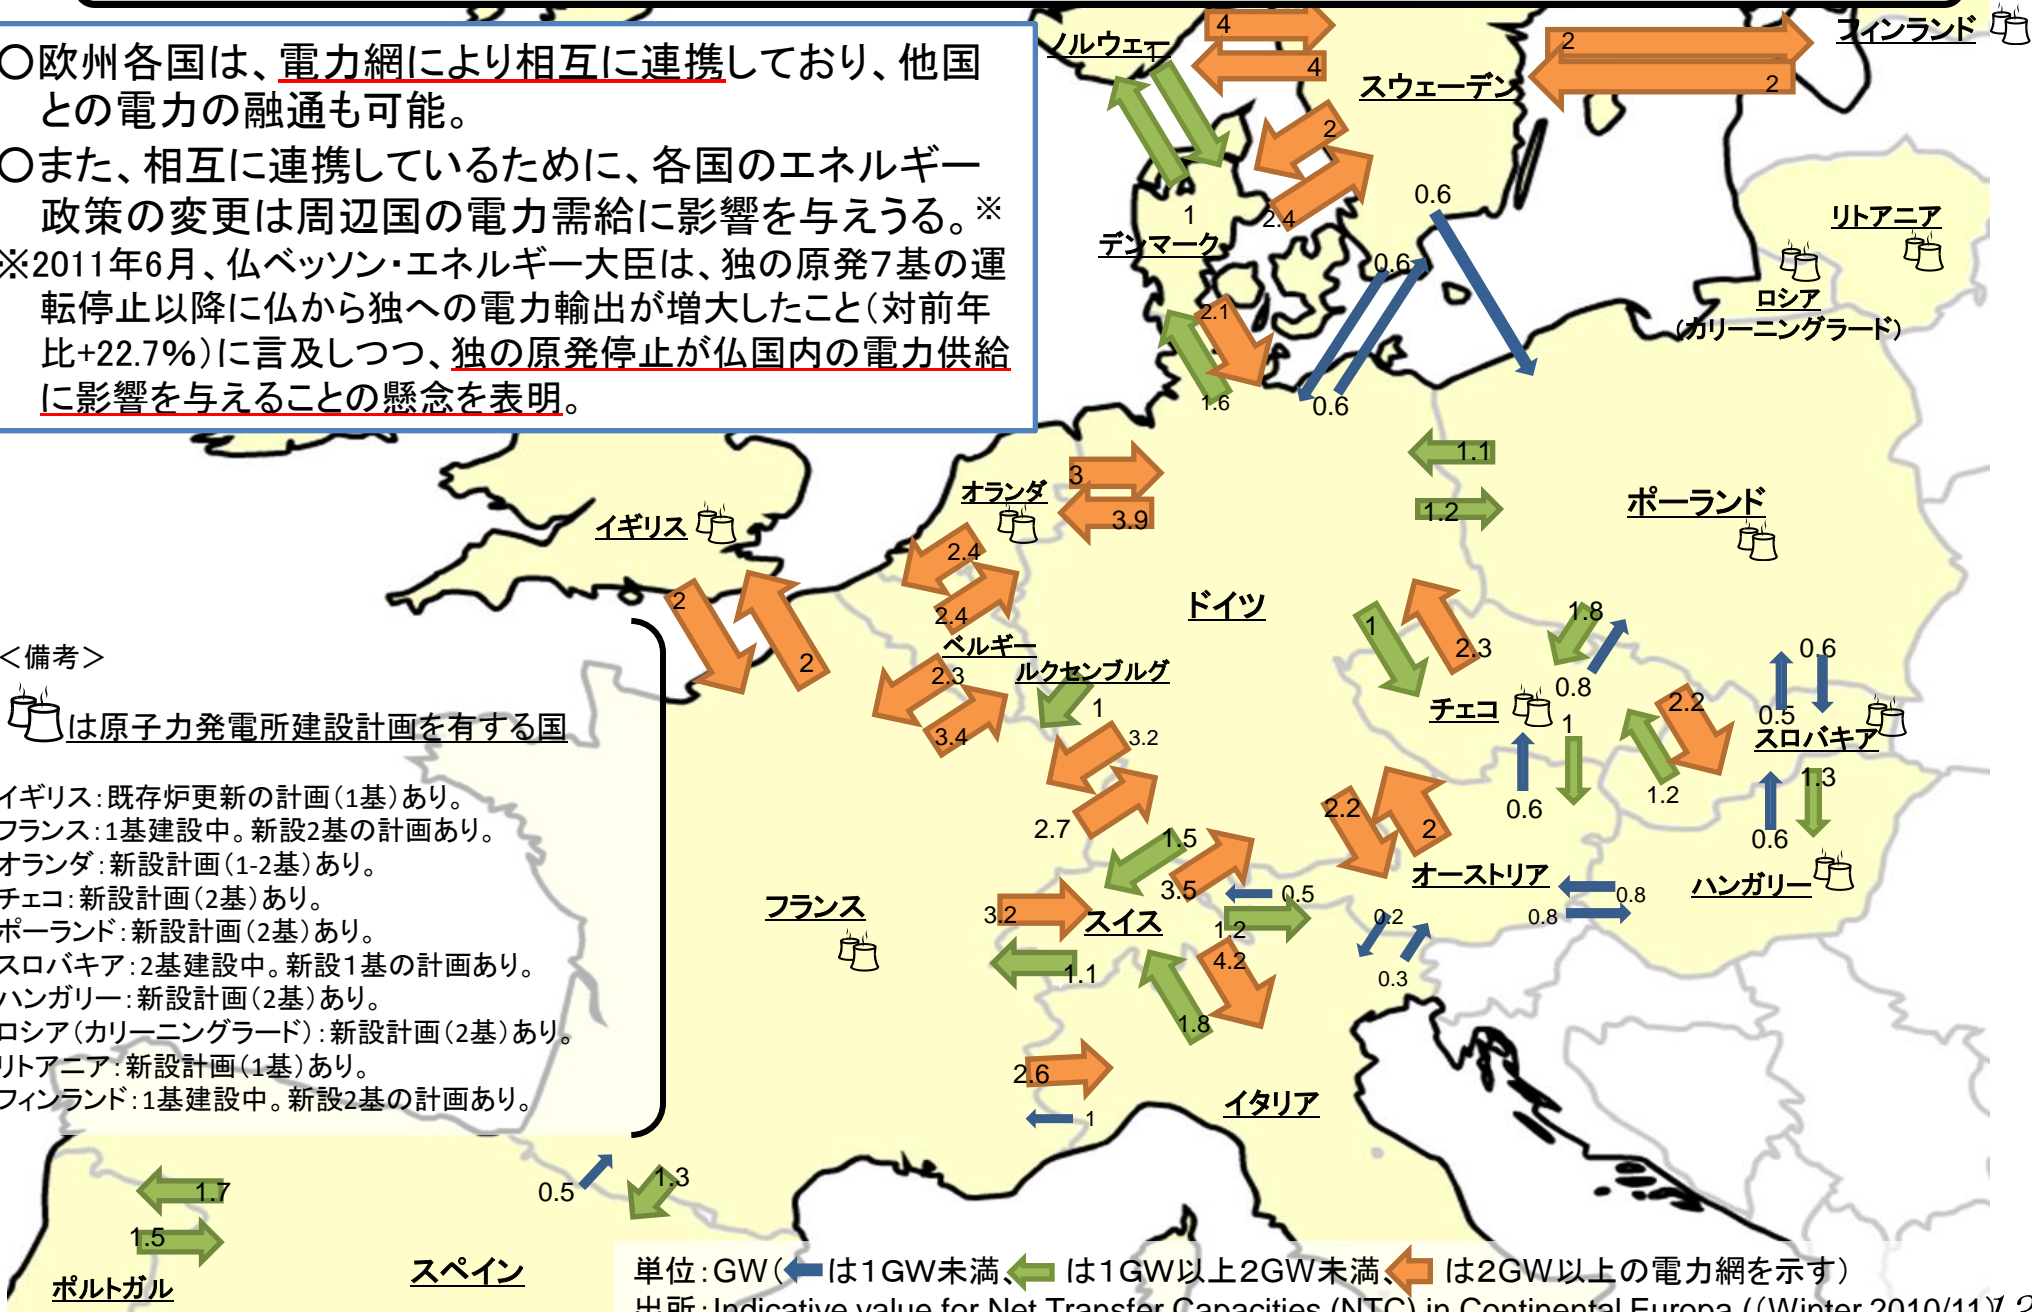 〇欧州各国は、電力網により相互に連携しており、他国
との電力の融通も可能。
〇また、相互に連携しているために、各国のエネルギー
政策の変更は周辺国の電力需給に影響を与えうる。※
※2011年6月、仏ベッソン・エネルギー大臣は、独の原発7基の運
転停止以降に仏から独への電力輸出が増大したこと（対前年
比+22.7%）に言及しつつ、独の原発停止が仏国内の電力供給
に影響を与えることの懸念を表明。
ノルウェー
4
4
1
1
スウェーデン
2
2
フィンランド
2
2.4
デンマーク
0.6
0.6
0.6
2.1
1.6
リトアニア
ロシア
（カリーニングラード）
イギリス
オランダ
3
3.9
1.1
1.2
ポーランド
ドイツ
2
2
2.4
2.4
ベルギー
ルクセンブルグ
2.3
3.4
1
3.2
2.7
1
2.3
1.8
0.8
チェコ
1
0.6
2.2
1.2
0.6
0.5
スロバキア
1.3
0.6
ハンガリー
2.2
2
オーストリア
0.8
0.8
フランス
3.2
1.1
スイス
1.5
3.5
0.5
1.2
0.2
0.3
4.2
1.8
2.6
1
イタリア
＜備考＞
は原子力発電所建設計画を有する国
イギリス：既存炉更新の計画（1基）あり。
フランス：1基建設中。新設2基の計画あり。
オランダ：新設計画（1-2基）あり。
チェコ：新設計画（2基）あり。
ポーランド：新設計画（2基）あり。
スロバキア：2基建設中。新設1基の計画あり。
ハンガリー：新設計画（2基）あり。
ロシア（カリーニングラード）：新設計画（2基）あり。
リトアニア：新設計画（1基）あり。
フィンランド：1基建設中。新設2基の計画あり。
1.7
1.5
ポルトガル
スペイン
0.5
1.3
単位：GW（ は１GW未満、 は１GW以上2GW未満、 は2GW以上の電力網を示す）
出所：Indicative value for Net Transfer Capacities (NTC) in Continental Europa ((Winter 2010/11)